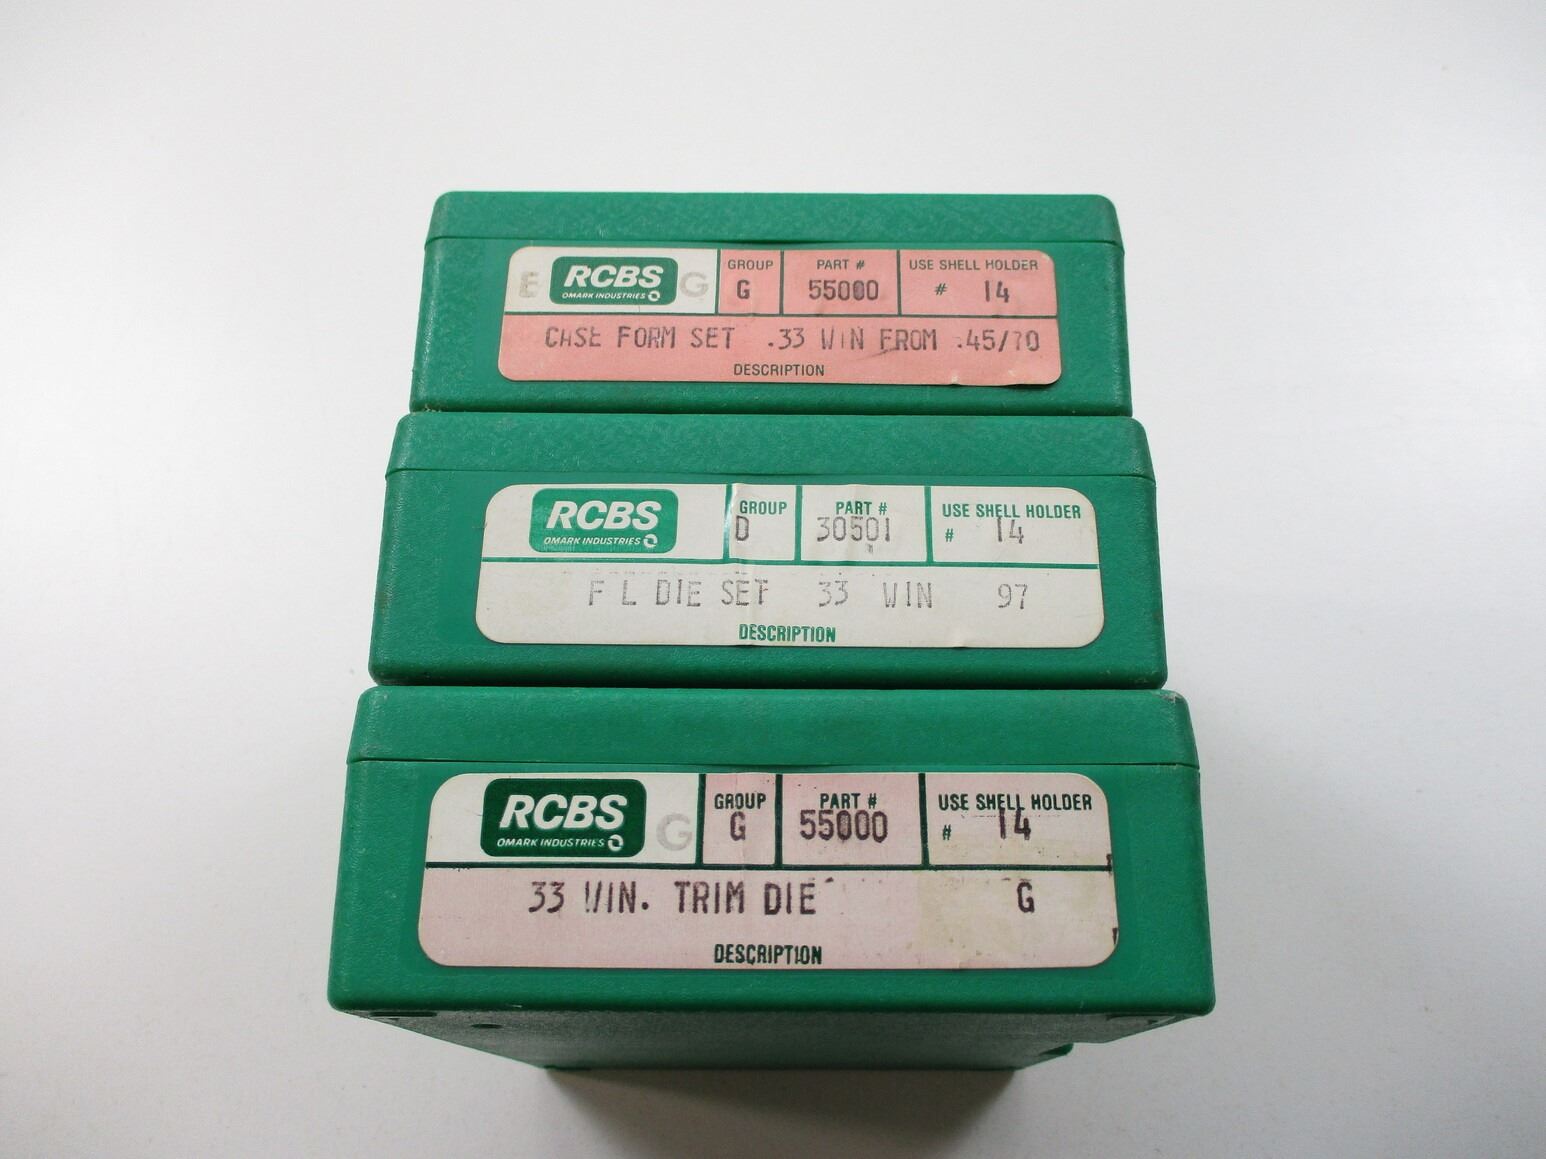 E RCBS G GROUP PART # USE SHELL HOLDER
OMARK INDUSTRIES G 55000 # 14
CASE FORM SET .33 WIN FROM .45/70
DESCRIPTION
RCBS GROUP PART # USE SHELL HOLDER
OMARK INDUSTRIES D 30501 # 14
F L DIE SET 33 WIN 97
DESCRIPTION
RCBS G GROUP PART # USE SHELL HOLDER
OMARK INDUSTRIES G 55000 # 14
33 WIN. TRIM DIE G
DESCRIPTION